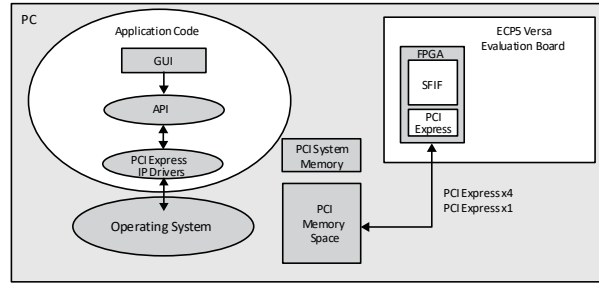 PC
Application Code
GUI
API
PCI Express
IP Drivers
Operating System
PCI System
Memory
PCI
Memory
Space
ECP5 Versa
Evaluation Board
FPGA
SFIF
PCI
Express
PCI Express x4
PCI Express x1